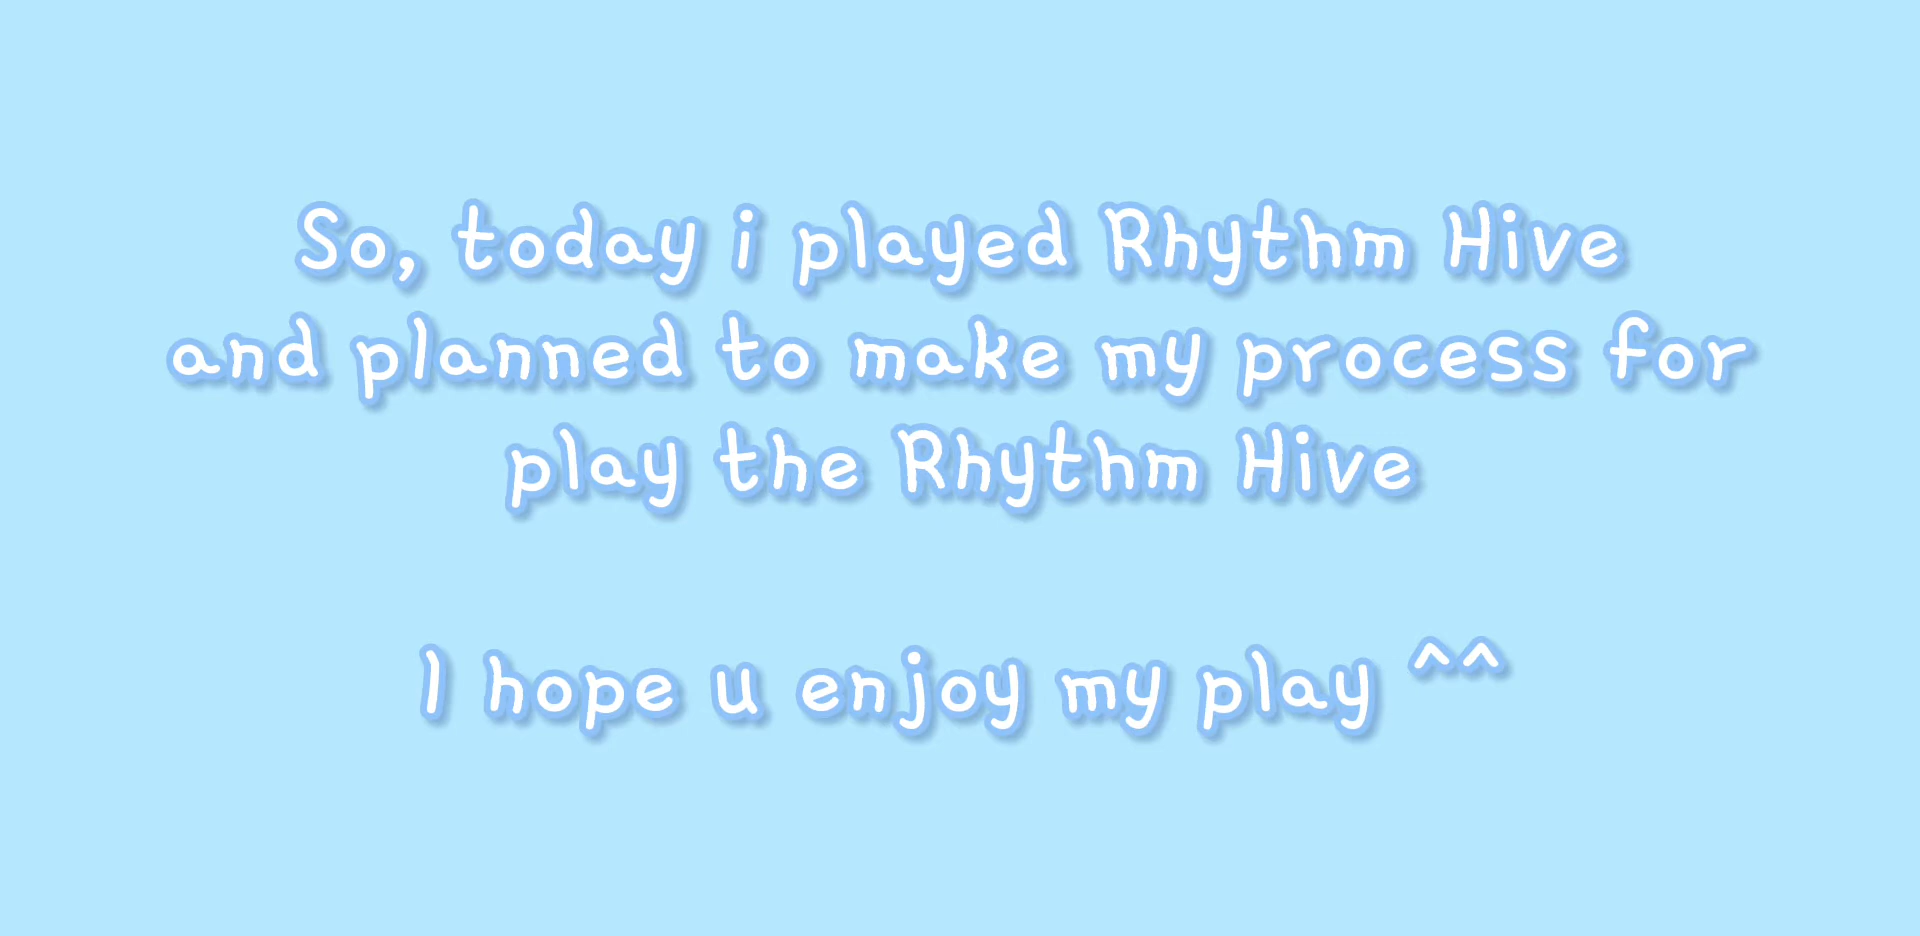 So, today i played Rhythm Hive
and planned to make my process for
play the Rhythm Hive
I hope u enjoy my play ^^